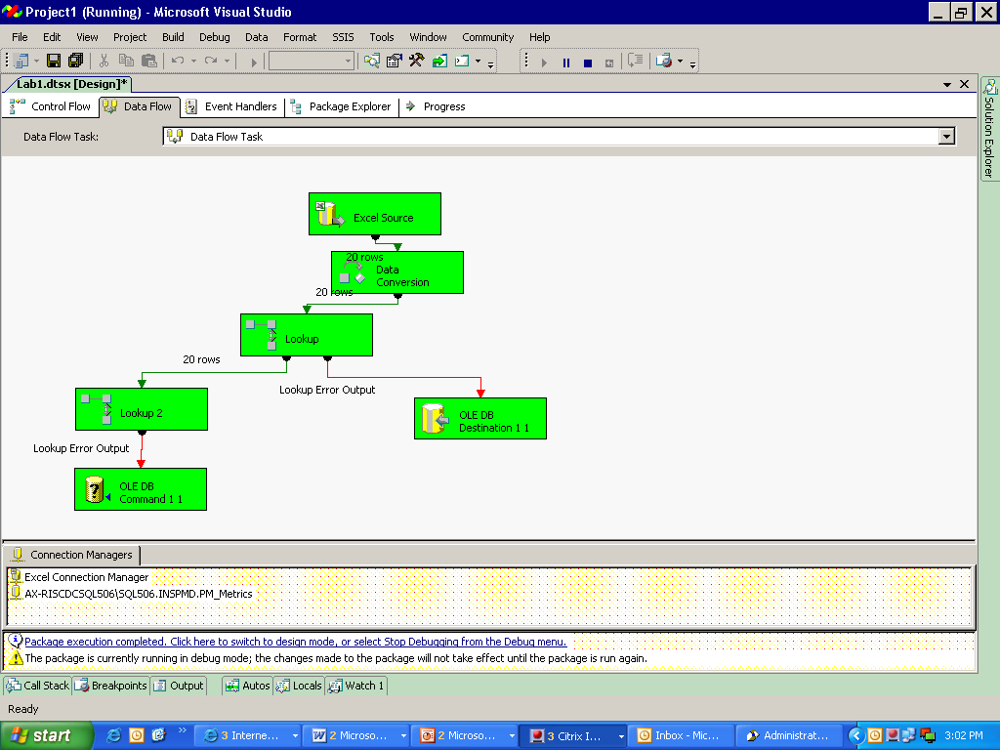 Project1 (Running) - Microsoft Visual Studio
File Edit View Project Build Debug Data Format SSIS Tools Window Community Help
Lab1.dtsx [Design]*
Control Flow Data Flow Event Handlers Package Explorer Progress
Solution Explorer
Data Flow Task: Data Flow Task
Excel Source
20 rows
Data
Conversion
20 rows
Lookup
20 rows
Lookup Error Output
Lookup 2
OLE DB
Destination 1 1
Lookup Error Output
OLE DB
Command 1 1
Connection Managers
Excel Connection Manager
AX-RISCDCSQL506\SQL506.INSPMD.PM_Metrics
Package execution completed. Click here to switch to design mode, or select Stop Debugging from the Debug menu.
The package is currently running in debug mode; the changes made to the package will not take effect until the package is run again.
Call Stack Breakpoints Output Autos Locals Watch 1
Ready
start 3 Interne... 2 Microso... 2 Microso... 3 Citrix I... Inbox - Mic... Administrat... 3:02 PM